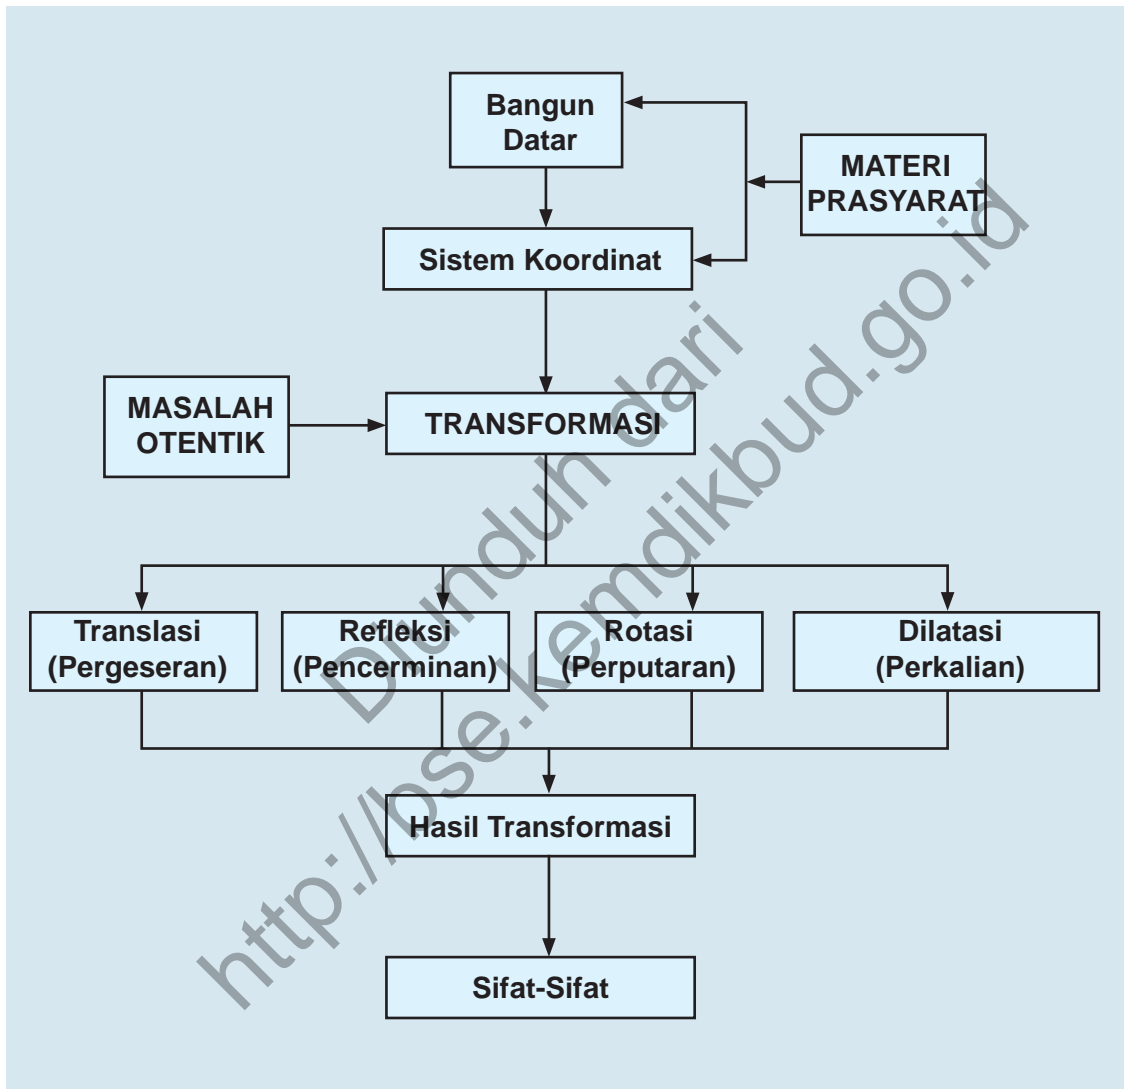 Bangun
Datar
MATERI
PRASYARAT
Sistem Koordinat
MASALAH
OTENTIK
TRANSFORMASI
Translasi
(Pergeseran)
Refleksi
(Pencerminan)
Rotasi
(Perputaran)
Dilatasi
(Perkalian)
Hasil Transformasi
Sifat-Sifat
Diunduh dari
http://bse.kemdikbud.go.id